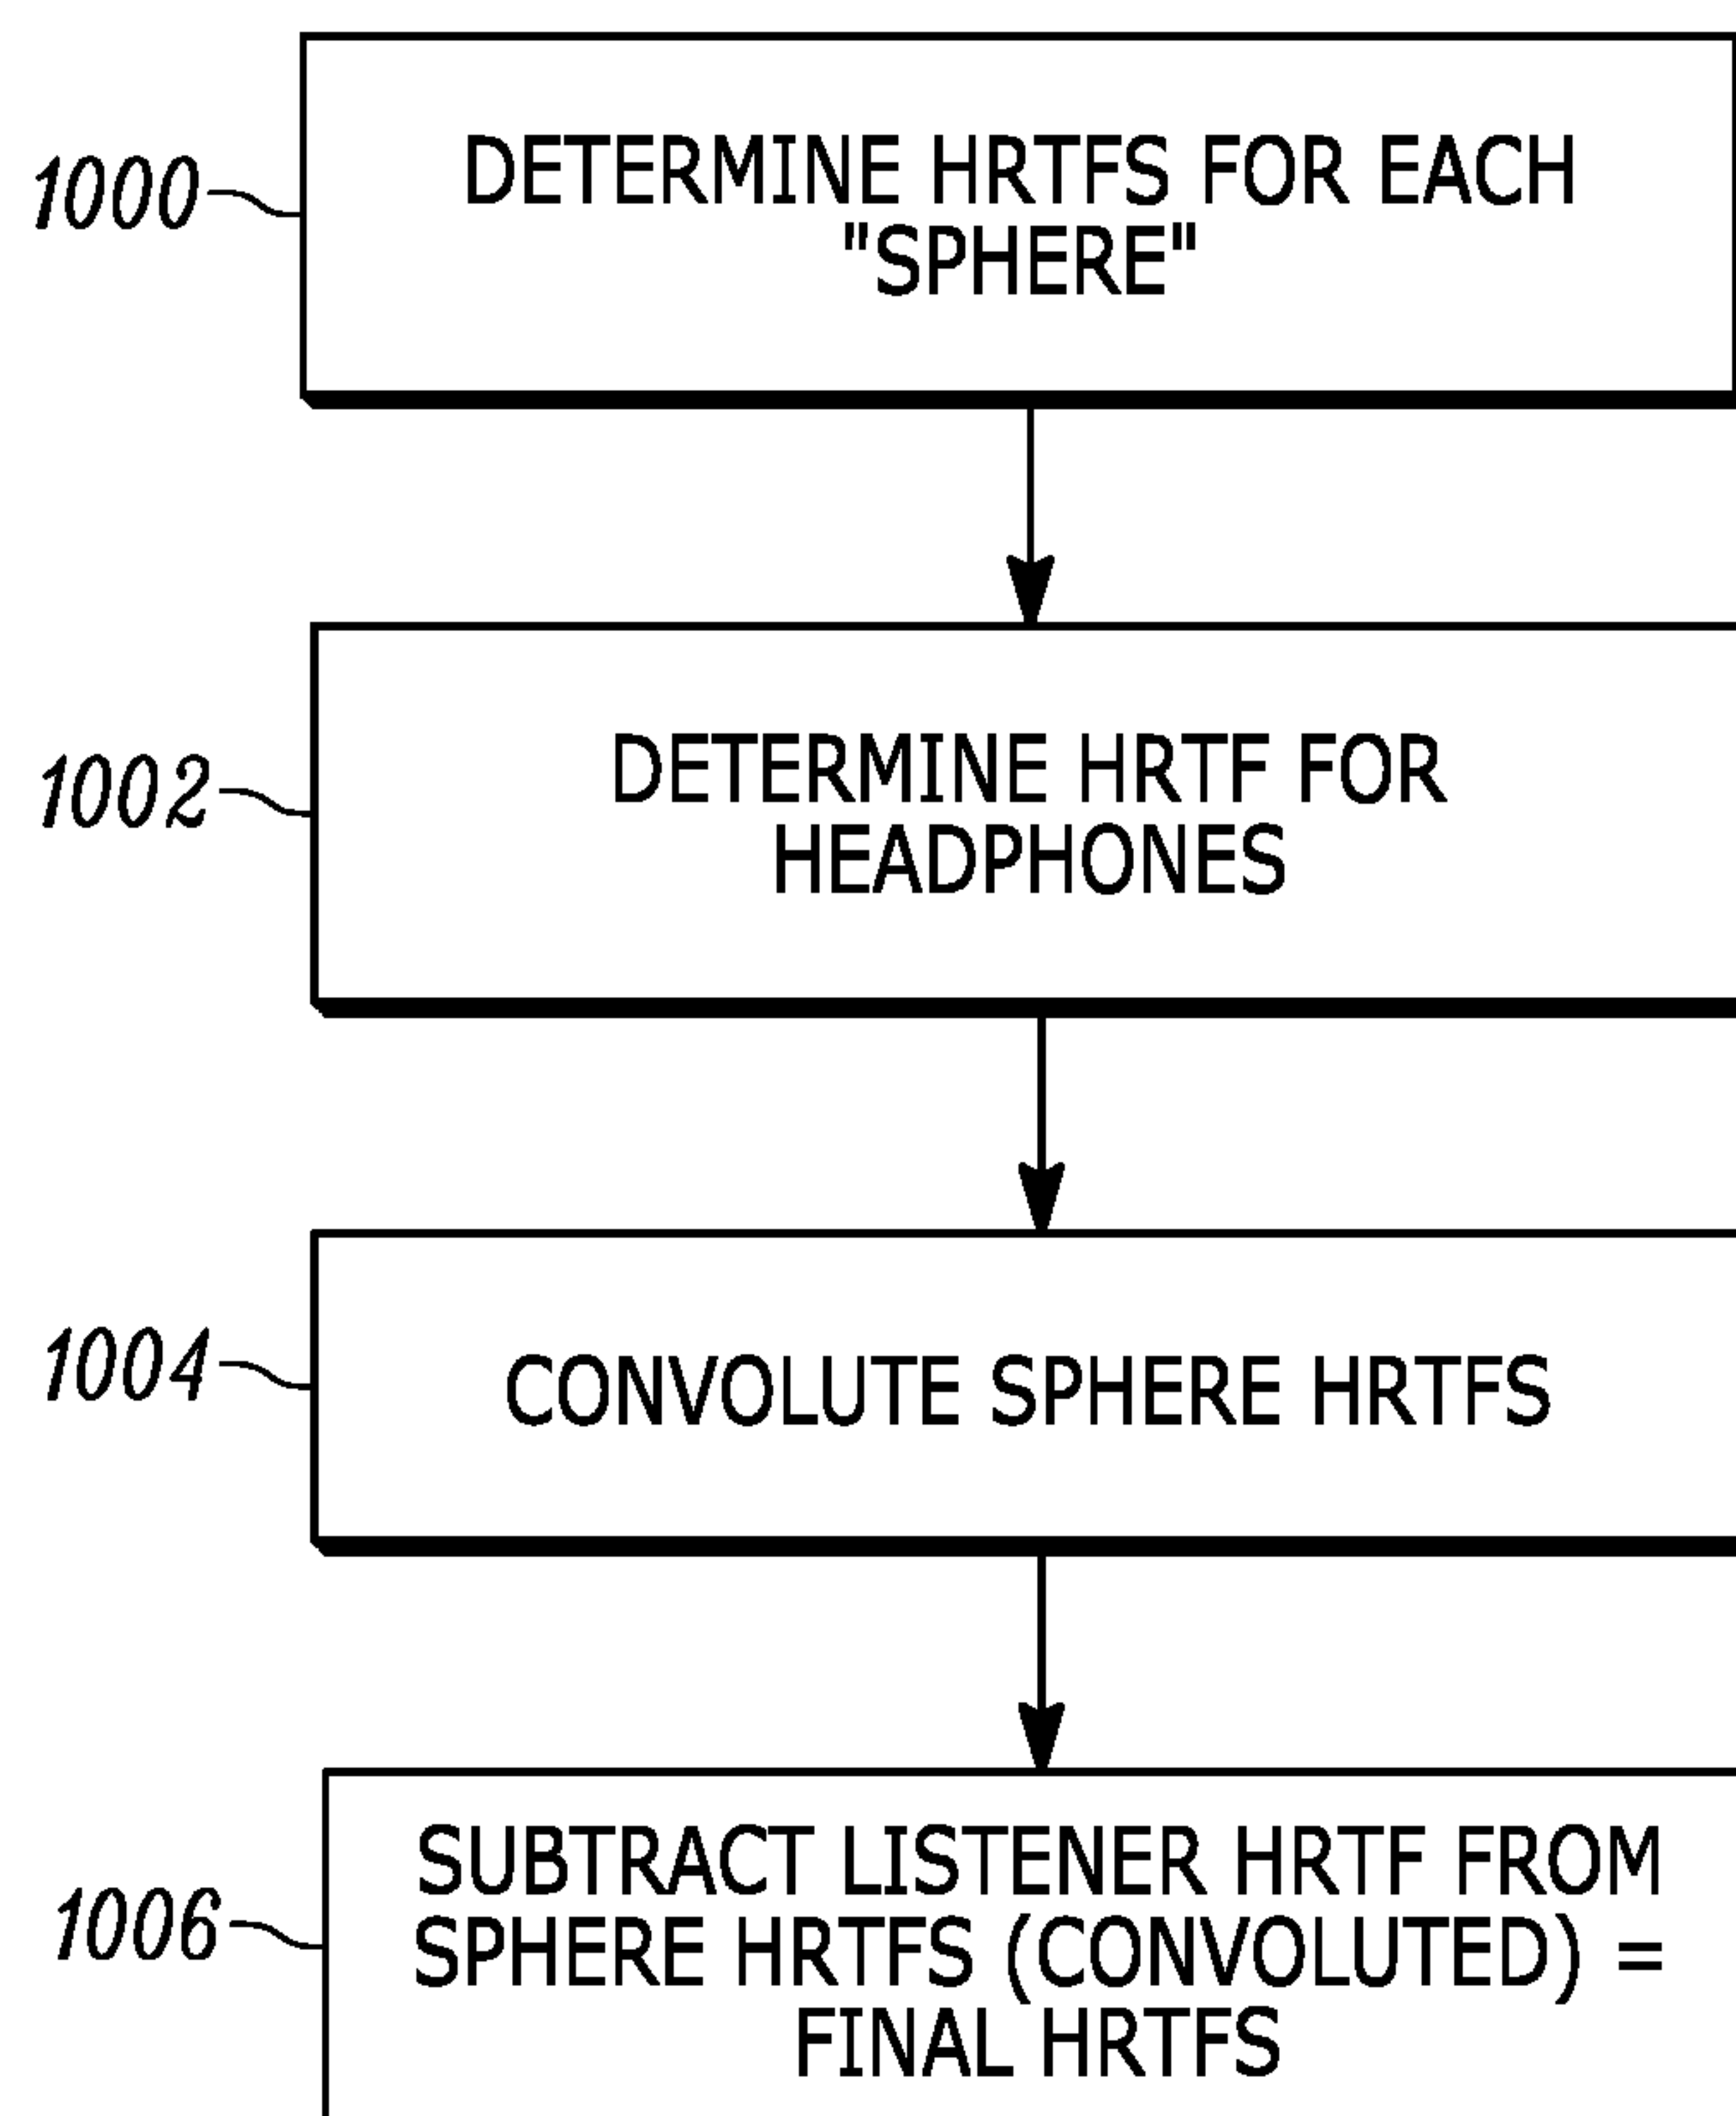 1000
DETERMINE HRTFS FOR EACH
"SPHERE"
1002
DETERMINE HRTF FOR
HEADPHONES
1004
CONVOLUTE SPHERE HRTFS
1006
SUBTRACT LISTENER HRTF FROM
SPHERE HRTFS (CONVOLUTED) =
FINAL HRTFS